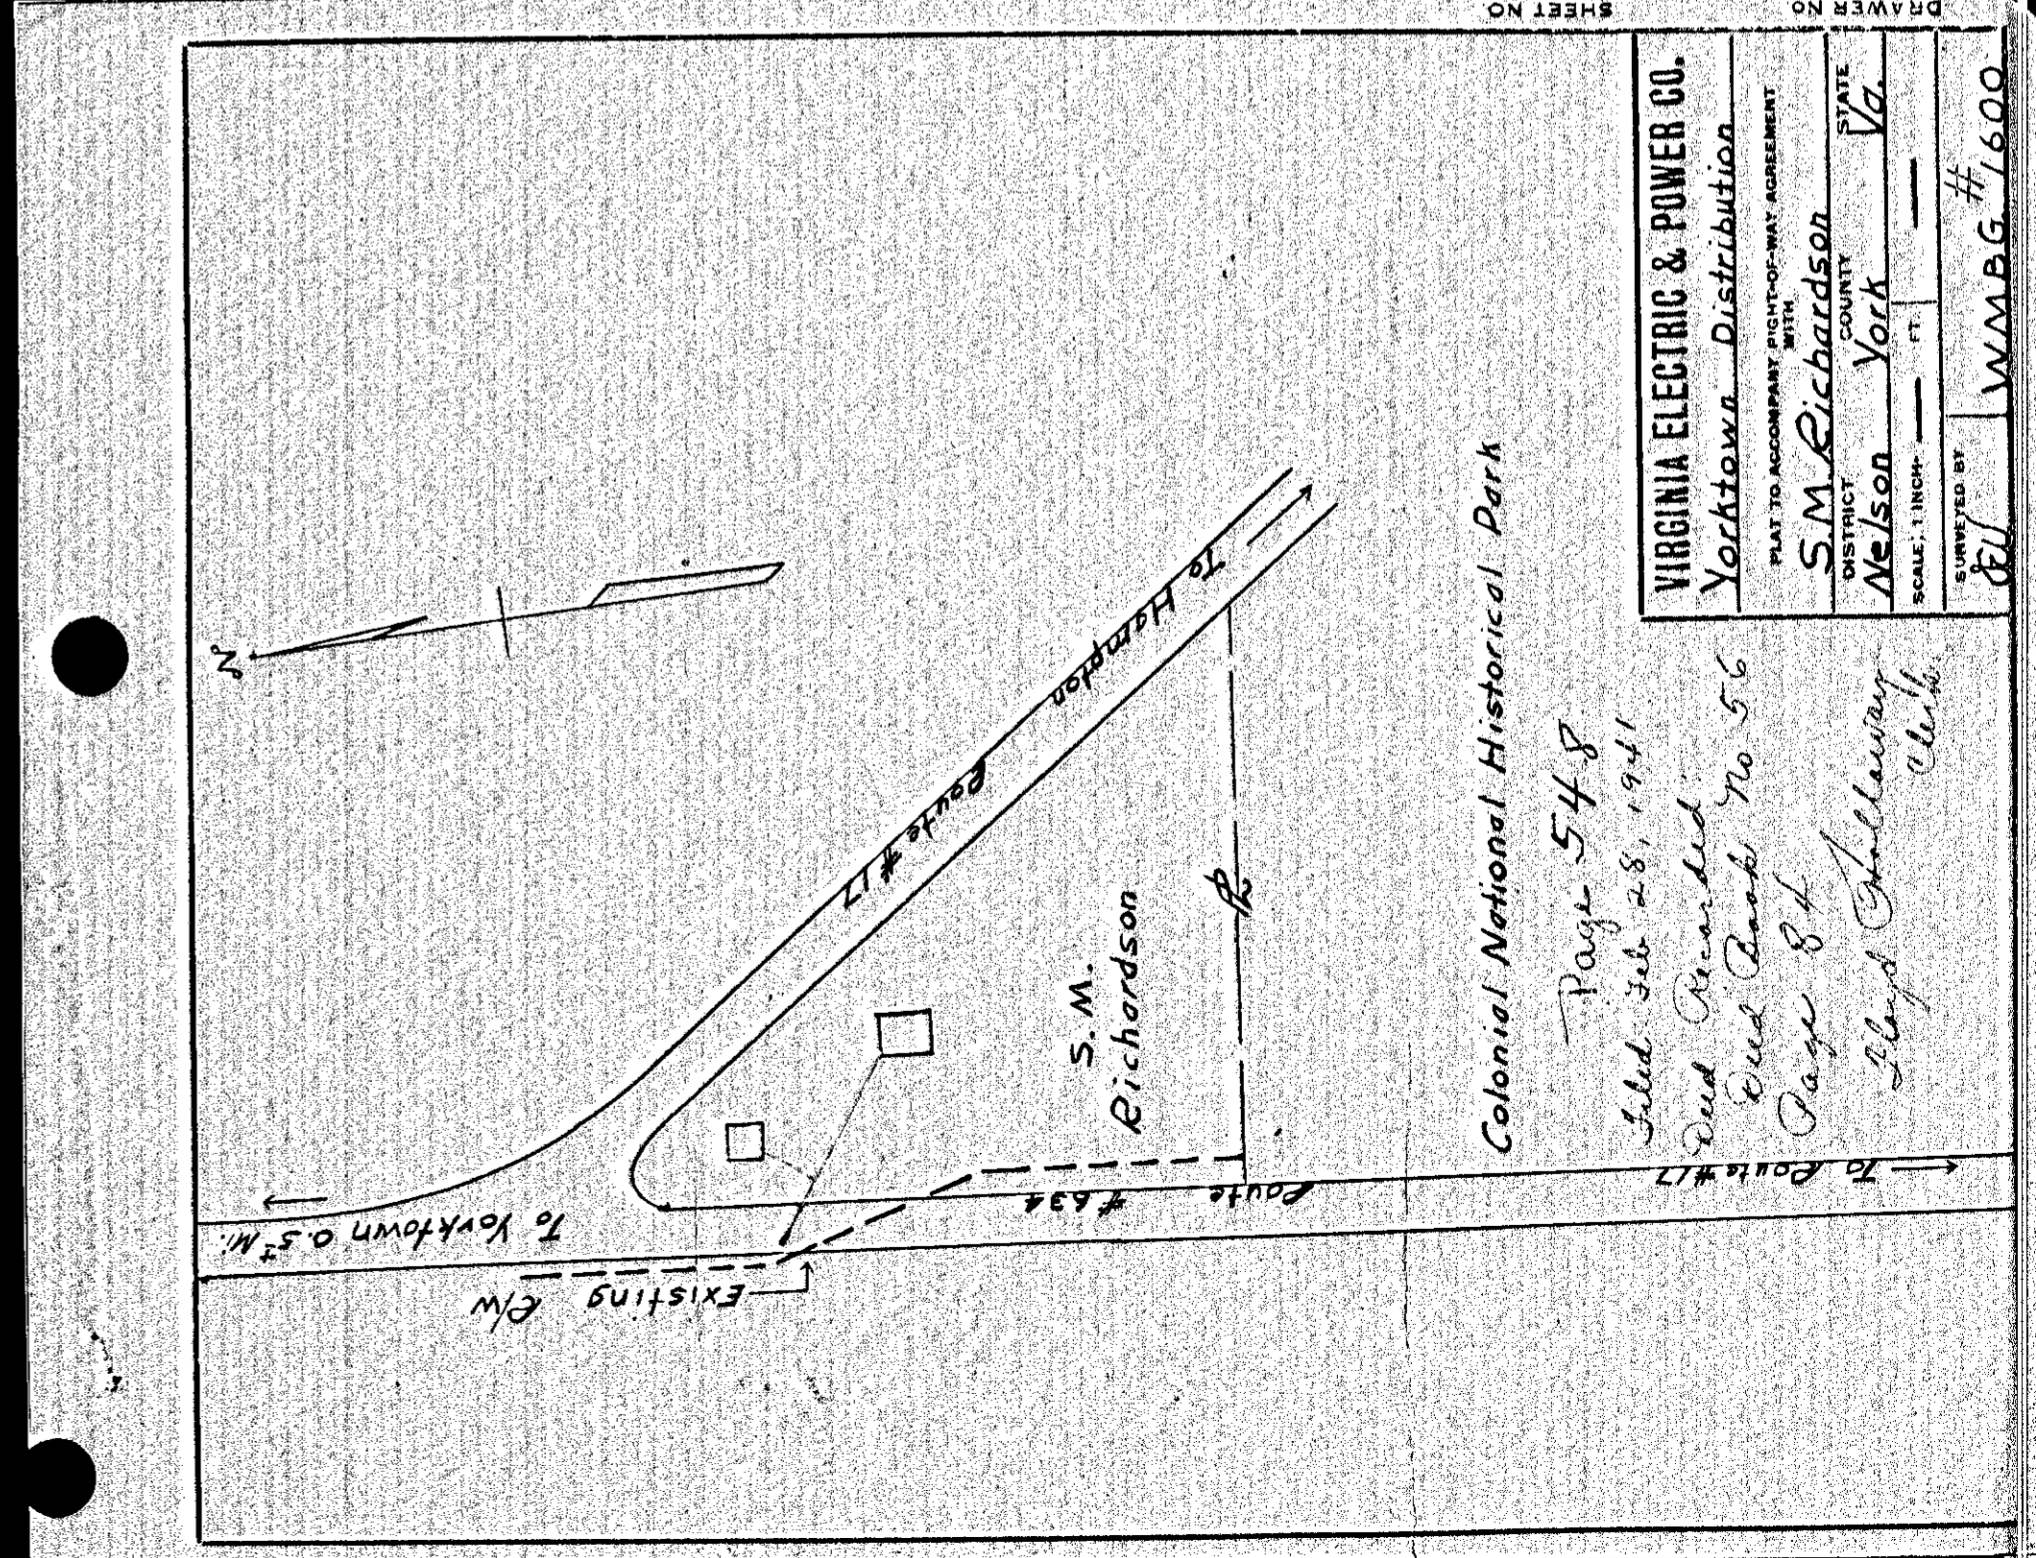 SHEET NO
DRAWER NO
N
To Yorktown 0.5± Mi.
Existing R/W
Route #17
To Hampton
S. M.
Richardson
PL
Route #634
To Route #17
Colonial National Historical Park
Page 548
Filed Feb 28, 1941
Deed Recorded
Deed Book No 56
Page 84
Floyd Holloway
Clerk.
VIRGINIA ELECTRIC & POWER CO.
Yorktown Distribution
PLAT TO ACCOMPANY RIGHT-OF-WAY AGREEMENT
WITH
S. M. Richardson
DISTRICT COUNTY STATE
Nelson York Va.
SCALE: 1 INCH= — FT. —
SURVEYED BY
WMBG #1600